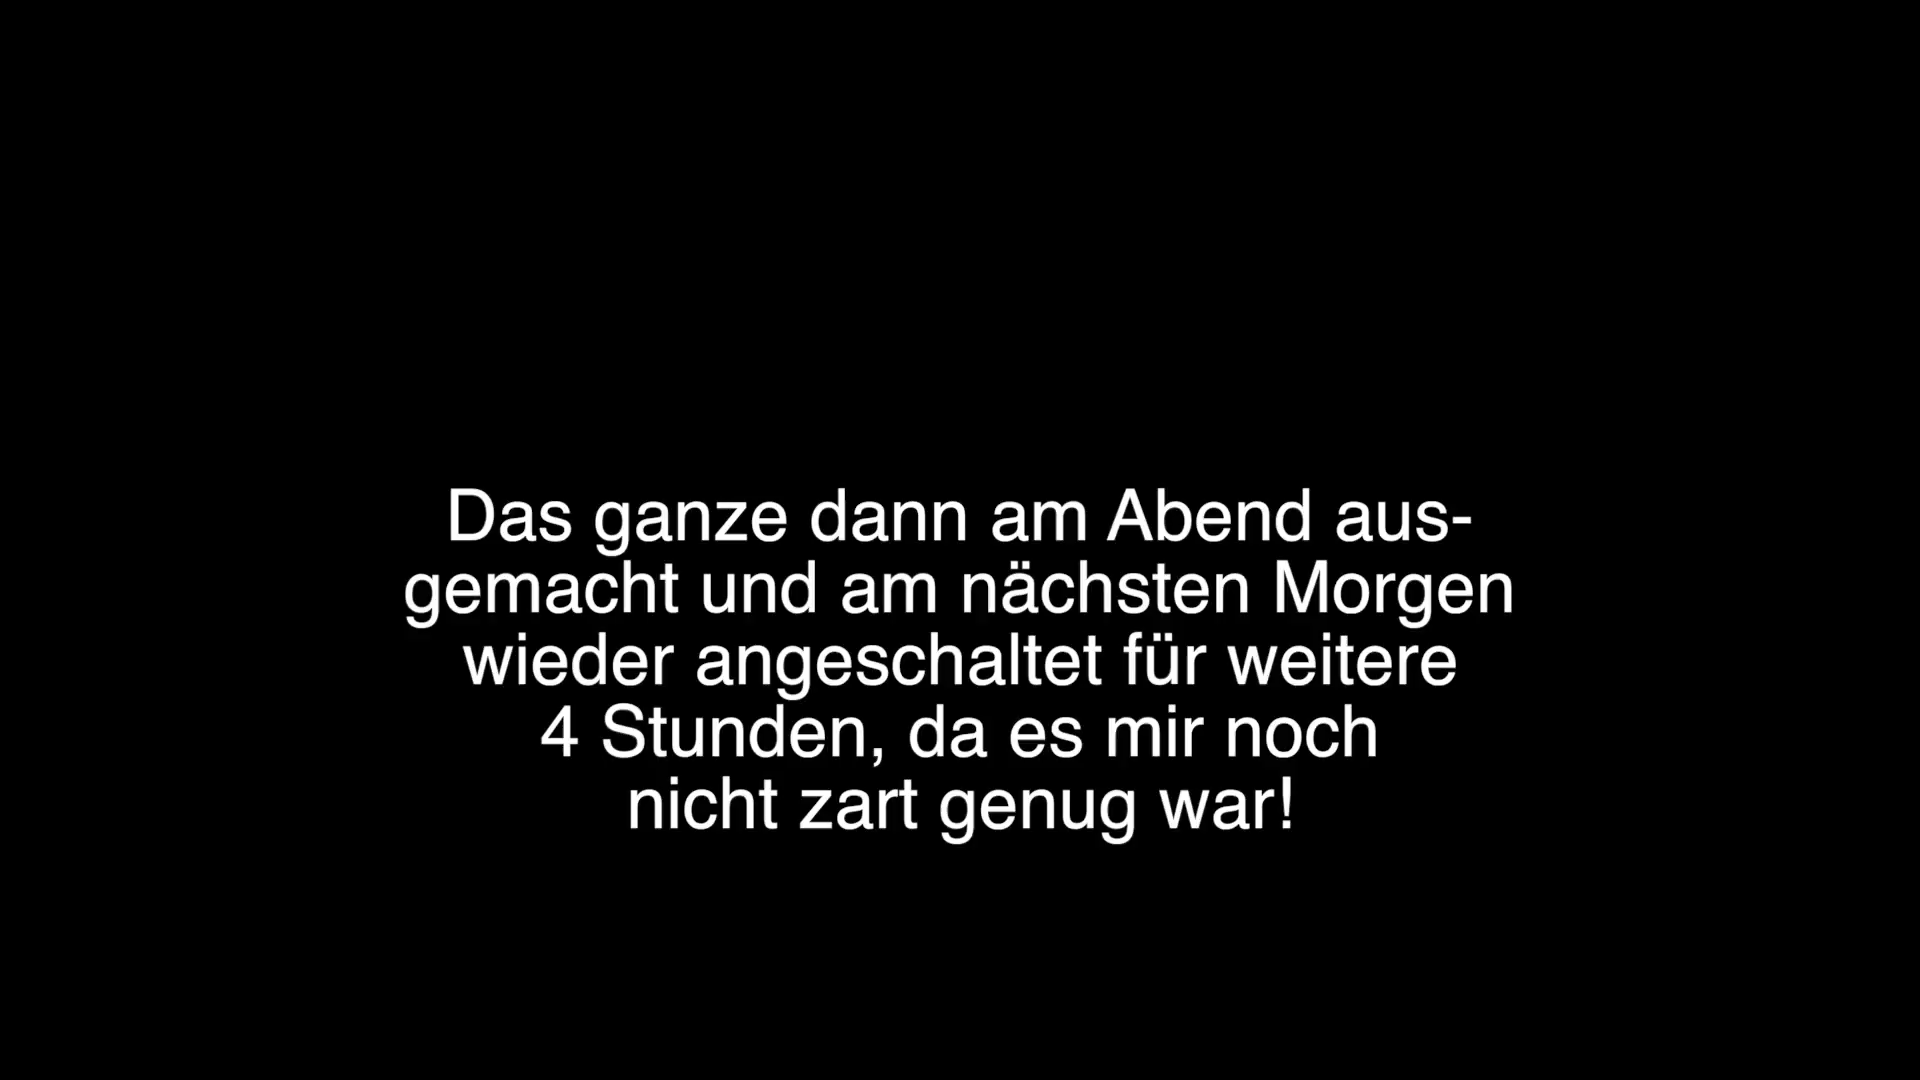 Das ganze dann am Abend aus-
gemacht und am nächsten Morgen
wieder angeschaltet für weitere
4 Stunden, da es mir noch
nicht zart genug war!